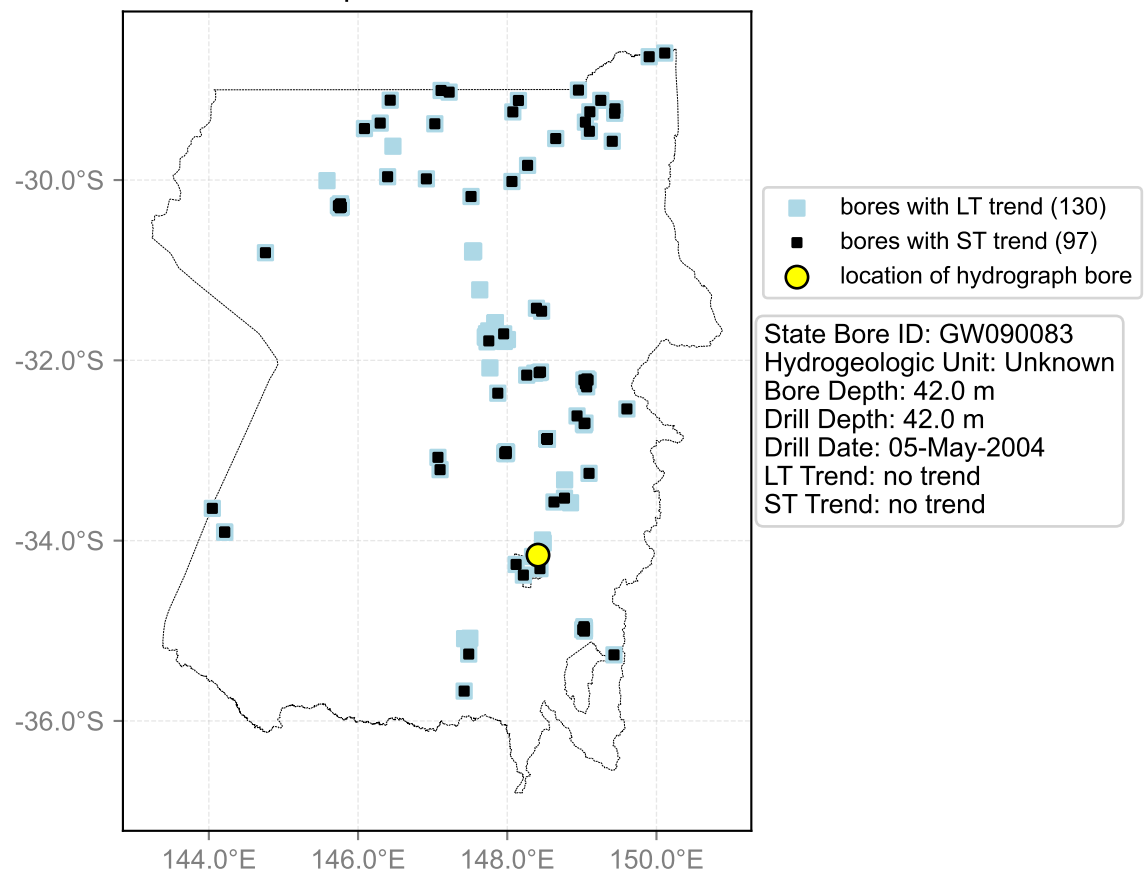 -30.0°S
-32.0°S
-34.0°S
-36.0°S
144.0°E
146.0°E
148.0°E
150.0°E
bores with LT trend (130)
bores with ST trend (97)
location of hydrograph bore
State Bore ID: GW090083
Hydrogeologic Unit: Unknown
Bore Depth: 42.0 m
Drill Depth: 42.0 m
Drill Date: 05-May-2004
LT Trend: no trend
ST Trend: no trend